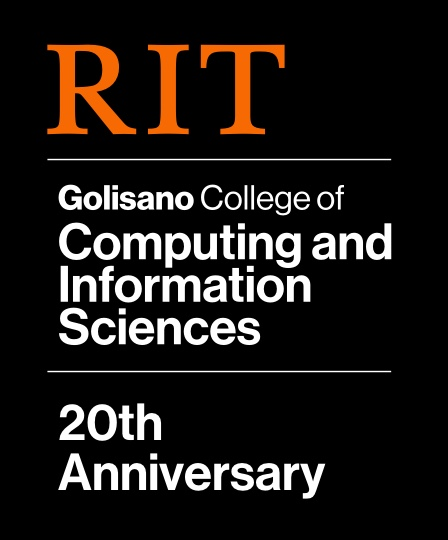 RIT
Golisano College of
Computing and
Information
Sciences
20th
Anniversary